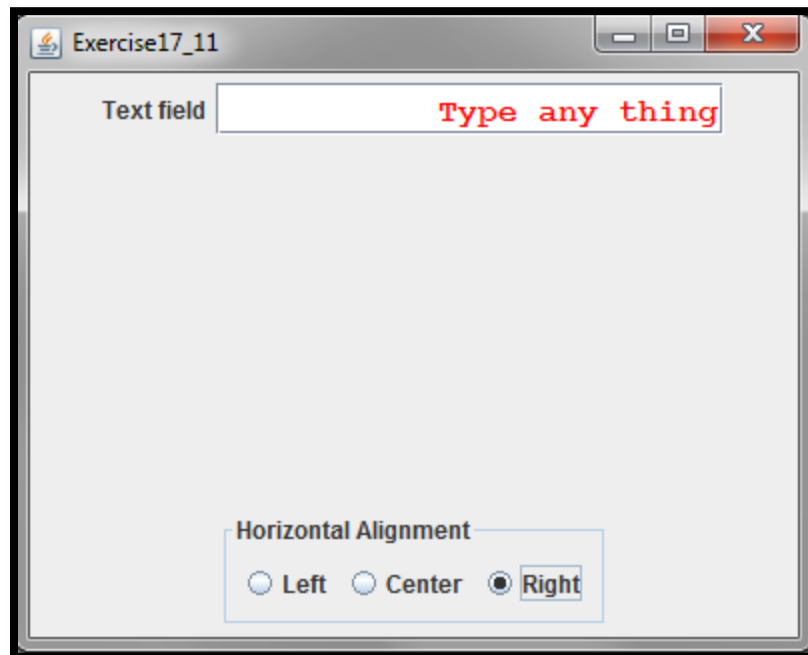 Exercise17_11
Text field Type any thing
Horizontal Alignment
Left Center Right